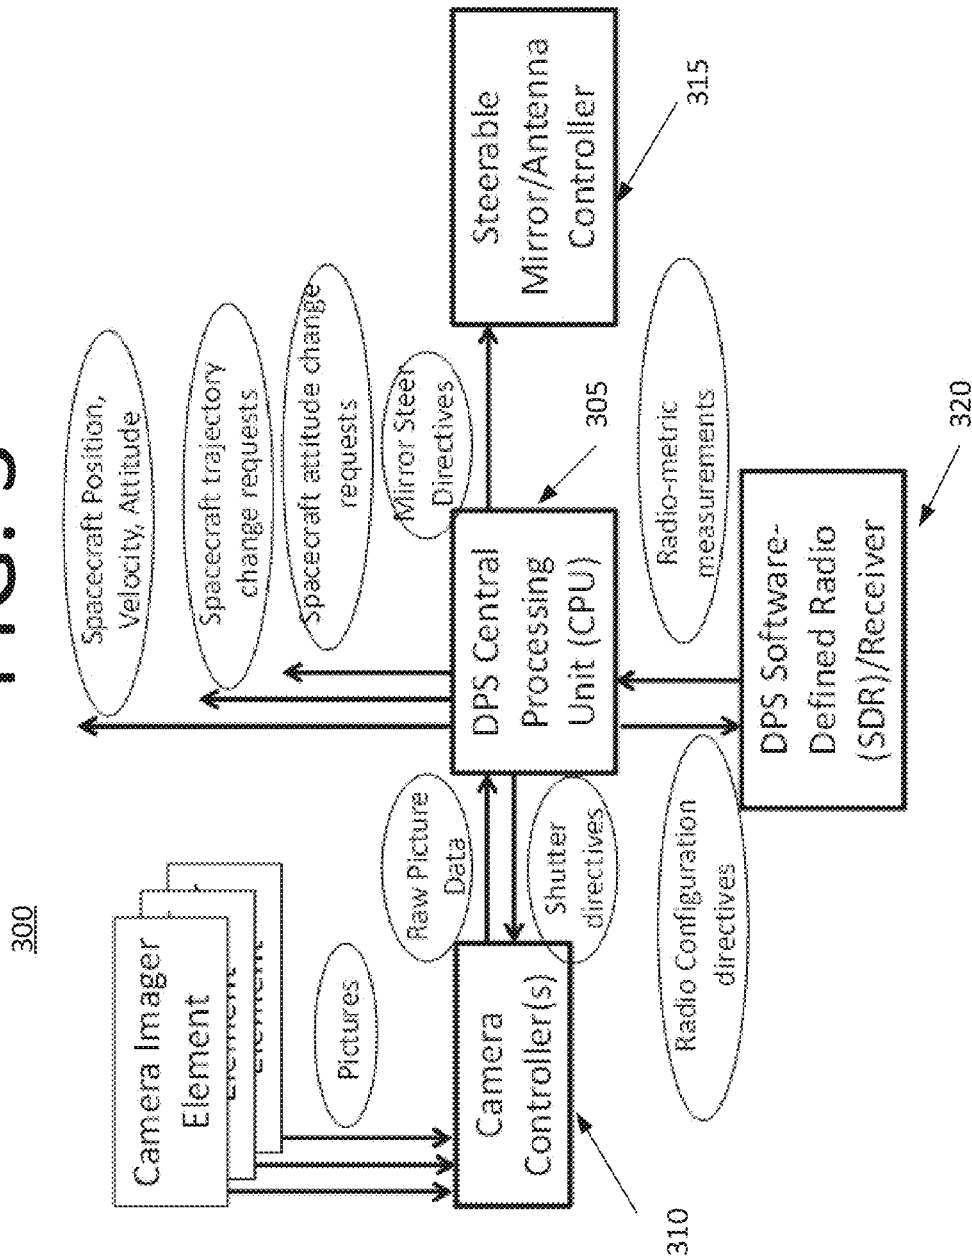 300
Camera Imager
Element
Element
Element
Pictures
Spacecraft Position,
Velocity, Attitude
Spacecraft trajectory
change requests
Spacecraft attitude change
requests
Raw Picture
Data
Mirror Steer
Directives
Camera
Controller(s)
310
Shutter
directives
DPS Central
Processing
Unit (CPU)
305
Steerable
Mirror/Antenna
Controller
315
Radio Configuration
directives
Radio-metric
measurements
DPS Software-
Defined Radio
(SDR)/Receiver
320